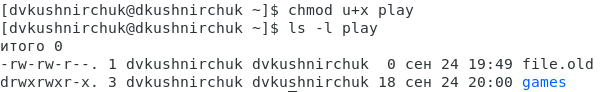 [dvkushnirchuk@dkushnirchuk ~]$ chmod u+x play
[dvkushnirchuk@dkushnirchuk ~]$ ls -l play
итого 0
-rw-rw-r--. 1 dvkushnirchuk dvkushnirchuk  0 сен 24 19:49 file.old
drwxrwxr-x. 3 dvkushnirchuk dvkushnirchuk 18 сен 24 20:00 games